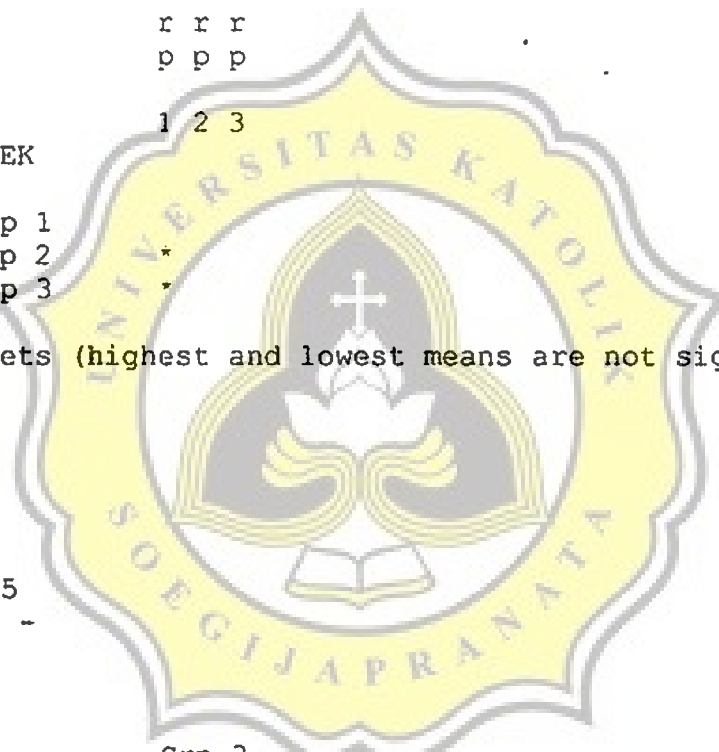 r r r
p p p
1 2 3
EK
p 1
p 2 *
p 3 *
ets (highest and lowest means are not sig
5
-
UNIVERSITAS KATOLIK
SOEGIJAPRANATA